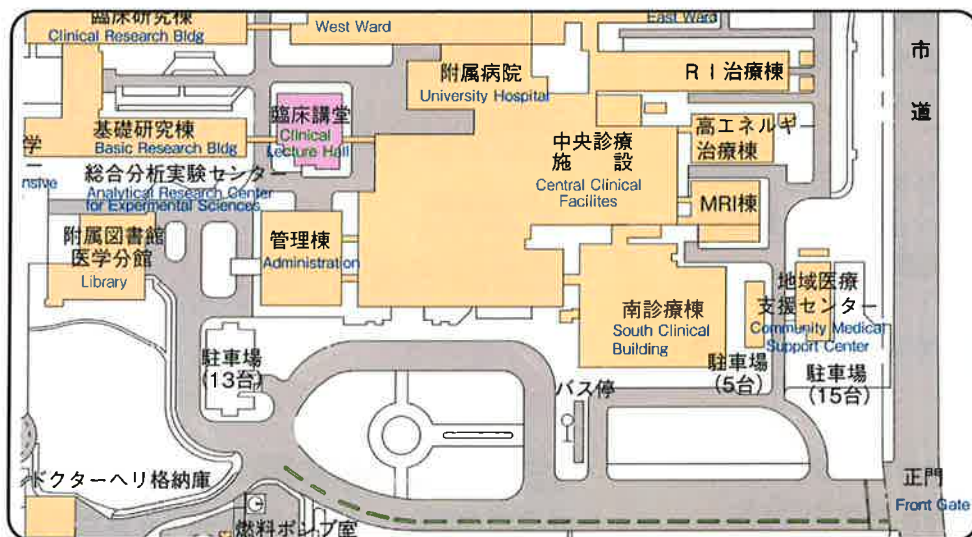 臨床研究棟
Clinical Research Bldg
West Ward
East Ward
附属病院
University Hospital
RI治療棟
市
道
基礎研究棟
Basic Research Bldg
臨床講堂
Clinical
Lecture Hall
中央診療
施設
Central Clinical
Facilites
高エネルギー
治療棟
学
ー
nsive
総合分析実験センター
Analytical Research Center
for Expermental Sciences
MRI棟
附属図書館
医学分館
Library
管理棟
Administration
南診療棟
South Clinical
Building
地域医療
支援センター
Community Medical
Support Center
駐車場
(13台)
駐車場
(5台)
駐車場
(15台)
バス停
ドクターヘリ格納庫
燃料ポンプ室
正門
Front Gate